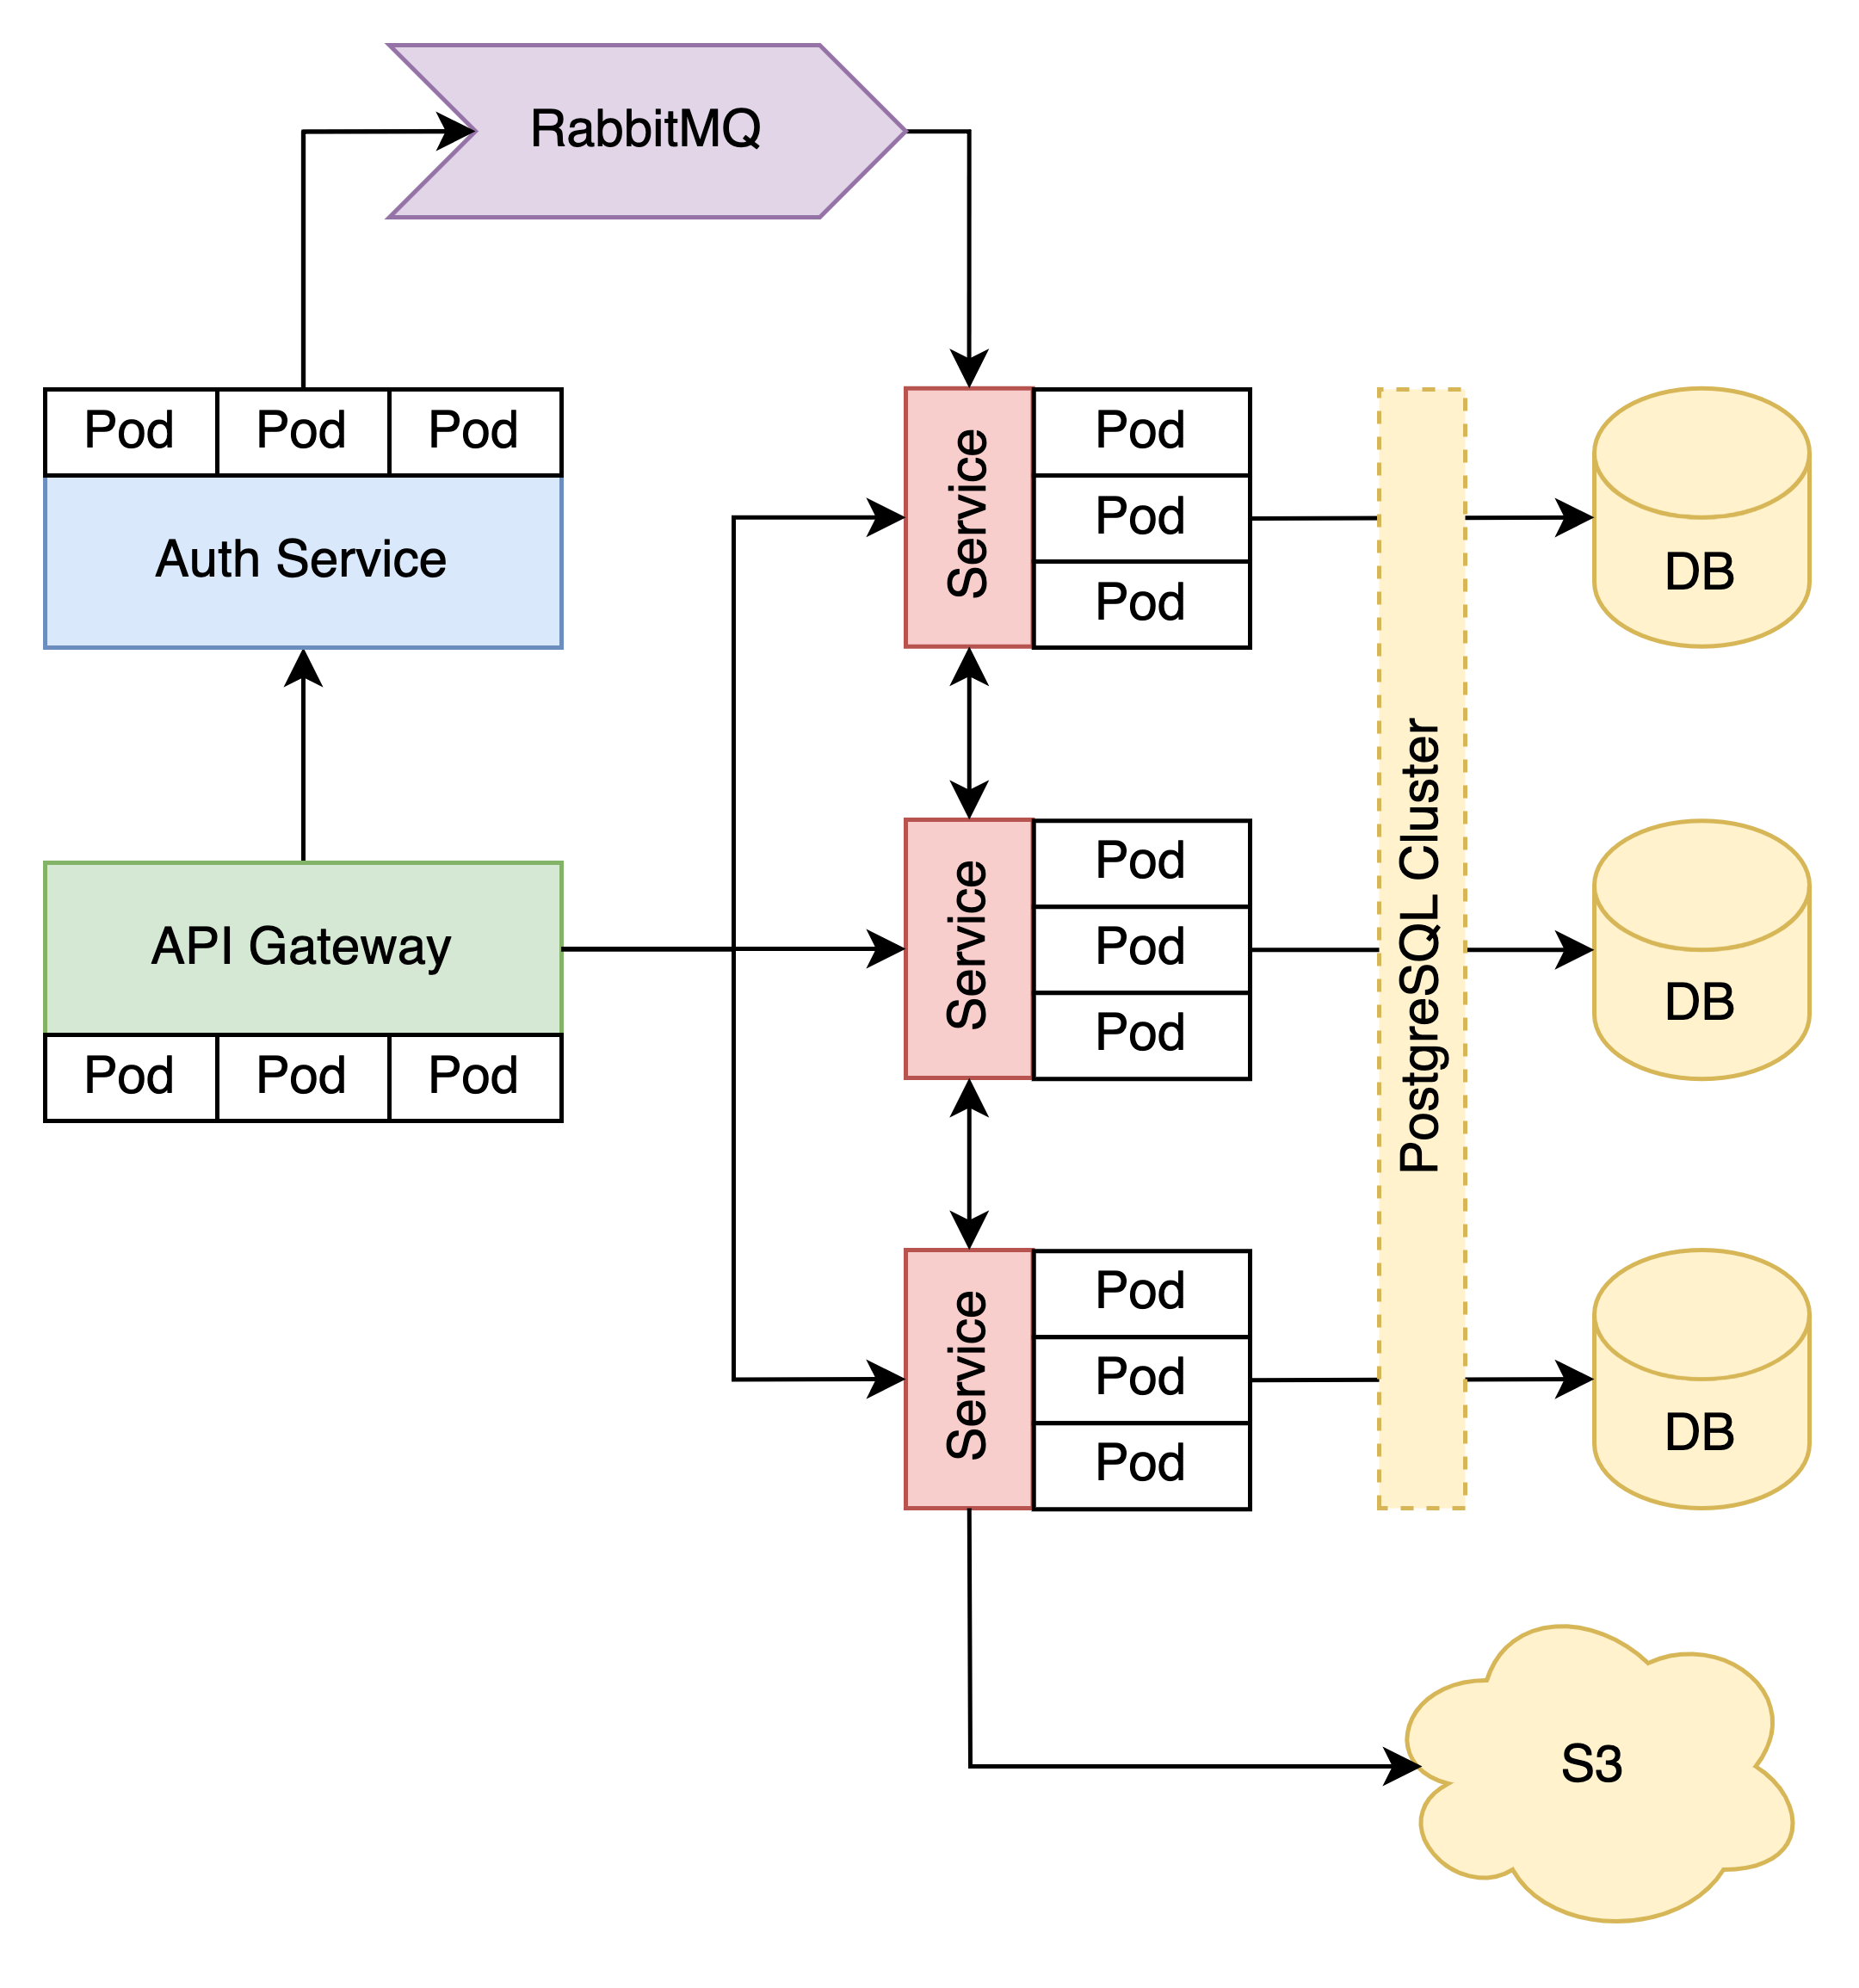 RabbitMQ
Pod Pod Pod
Auth Service
API Gateway
Pod Pod Pod
Service
Pod
Pod
Pod
Service
Pod
Pod
Pod
Service
Pod
Pod
Pod
PostgreSQL Cluster
DB
DB
DB
S3